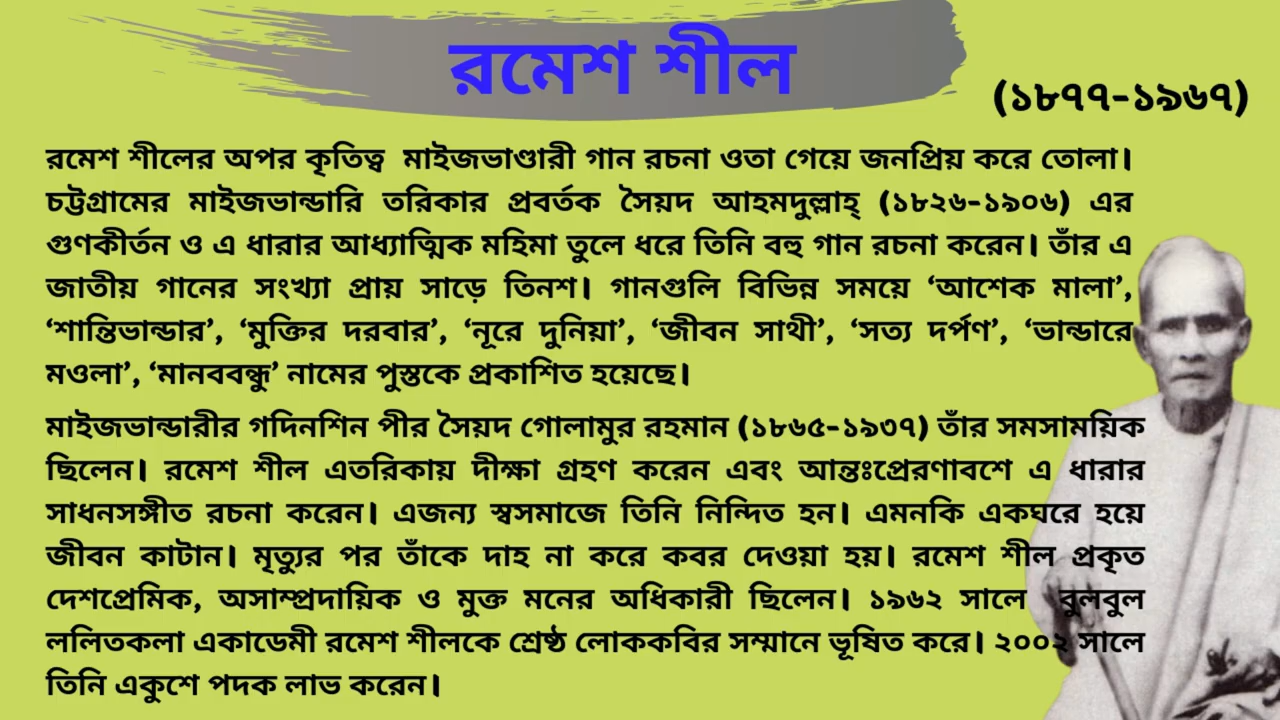 রমেশ শীল
(১৮৭৭-১৯৬৭)
রমেশ শীলের অপর কৃতিত্ব মাইজভাণ্ডারী গান রচনা ওতা গেয়ে জনপ্রিয় করে তোলা।
চট্টগ্রামের মাইজভান্ডারি তরিকার প্রবর্তক সৈয়দ আহমদুল্লাহ্ (১৮২৬-১৯০৬) এর
গুণকীর্তন ও এ ধারার আধ্যাত্মিক মহিমা তুলে ধরে তিনি বহু গান রচনা করেন। তাঁর এ
জাতীয় গানের সংখ্যা প্রায় সাড়ে তিনশ। গানগুলি বিভিন্ন সময়ে ‘আশেক মালা’,
‘শান্তিভান্ডার’, ‘মুক্তির দরবার’, ‘নূরে দুনিয়া’, ‘জীবন সাথী’, ‘সত্য দর্পণ’, ‘ভান্ডারে
মওলা’, ‘মানববন্ধু’ নামের পুস্তকে প্রকাশিত হয়েছে।
মাইজভান্ডারীর গদিনশিন পীর সৈয়দ গোলামুর রহমান (১৮৬৫-১৯৩৭) তাঁর সমসাময়িক
ছিলেন। রমেশ শীল এতরিকায় দীক্ষা গ্রহণ করেন এবং আন্তঃপ্রেরণাবশে এ ধারার
সাধনসঙ্গীত রচনা করেন। এজন্য স্বসমাজে তিনি নিন্দিত হন। এমনকি একঘরে হয়ে
জীবন কাটান। মৃত্যুর পর তাঁকে দাহ না করে কবর দেওয়া হয়। রমেশ শীল প্রকৃত
দেশপ্রেমিক, অসাম্প্রদায়িক ও মুক্ত মনের অধিকারী ছিলেন। ১৯৬২ সালে বুলবুল
ললিতকলা একাডেমী রমেশ শীলকে শ্রেষ্ঠ লোককবির সম্মানে ভূষিত করে। ২০০২ সালে
তিনি একুশে পদক লাভ করেন।